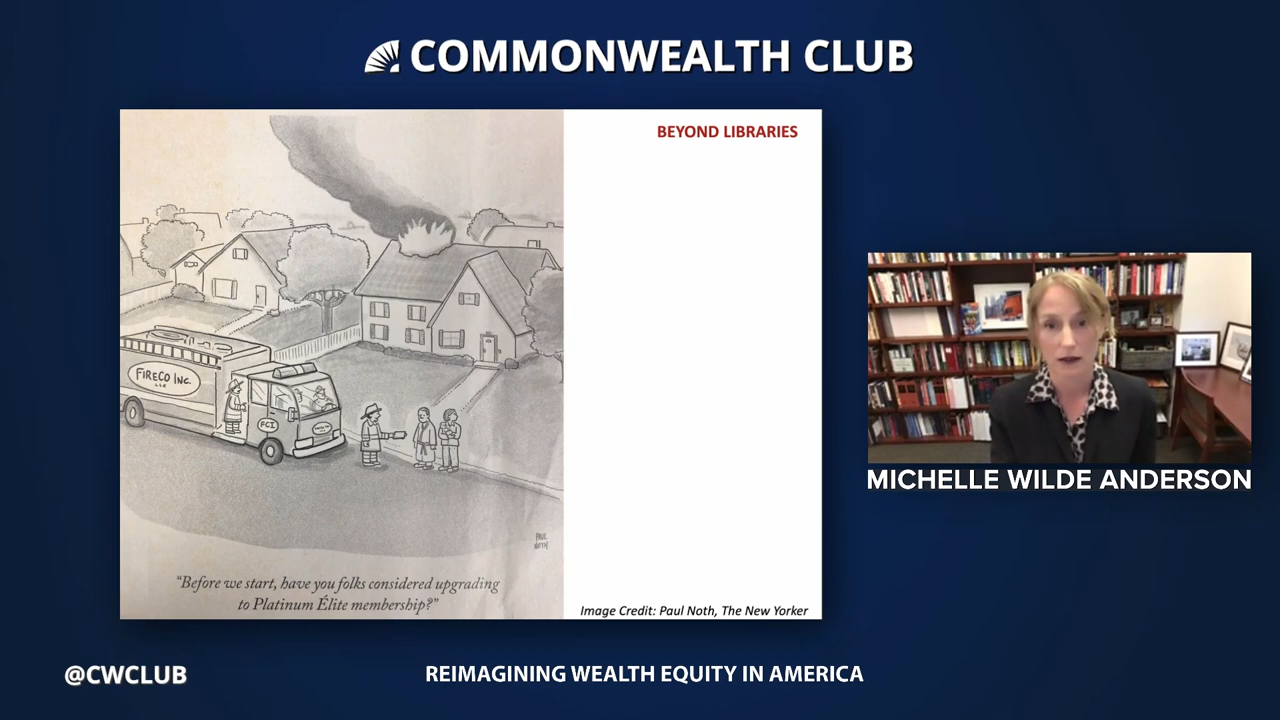 COMMONWEALTH CLUB
BEYOND LIBRARIES
FIRECO INC.
LLC
FCI
PAUL
NOTH
“Before we start, have you folks considered upgrading
to Platinum Élite membership?”
Image Credit: Paul Noth, The New Yorker
MICHELLE WILDE ANDERSON
@CWCLUB
REIMAGINING WEALTH EQUITY IN AMERICA